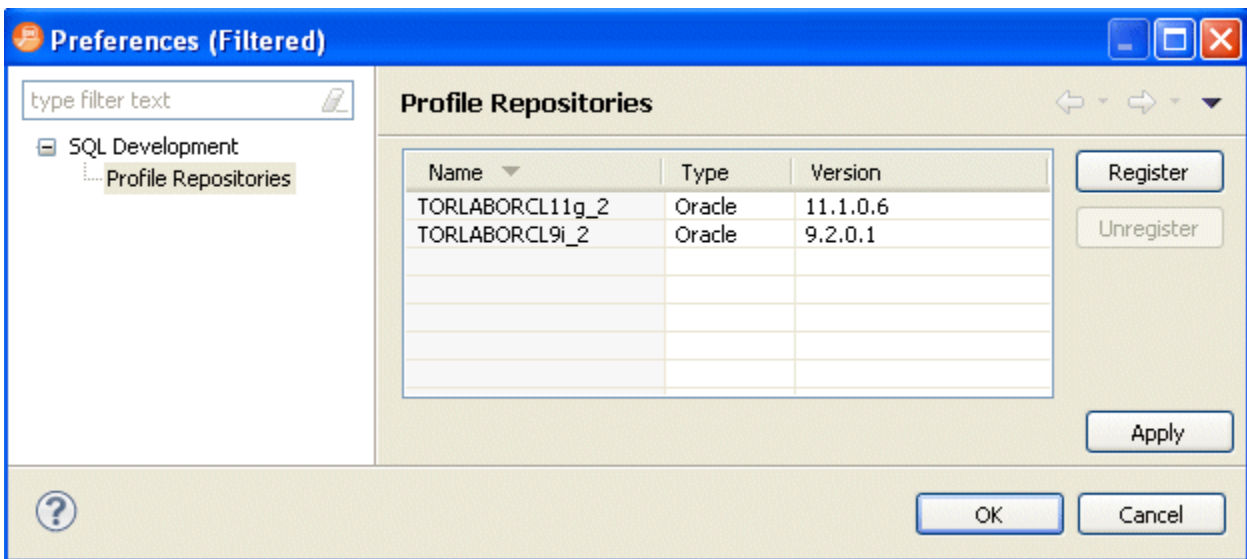 Preferences (Filtered)
type filter text
SQL Development
Profile Repositories
Profile Repositories
Name Type Version
TORLABORCL11g_2 Oracle 11.1.0.6
TORLABORCL9i_2 Oracle 9.2.0.1
Register
Unregister
Apply
?
OK Cancel